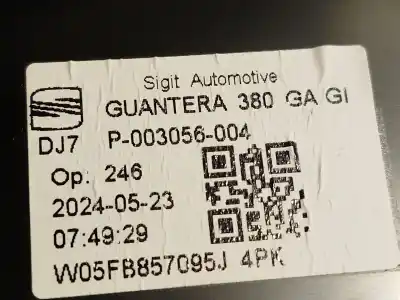 Sigit Automotive
GUANTERA 380 GA GI
DJ7 P-003056-004
Op: 246
2024-05-23
07:49:29
W05FB857095J 4PK